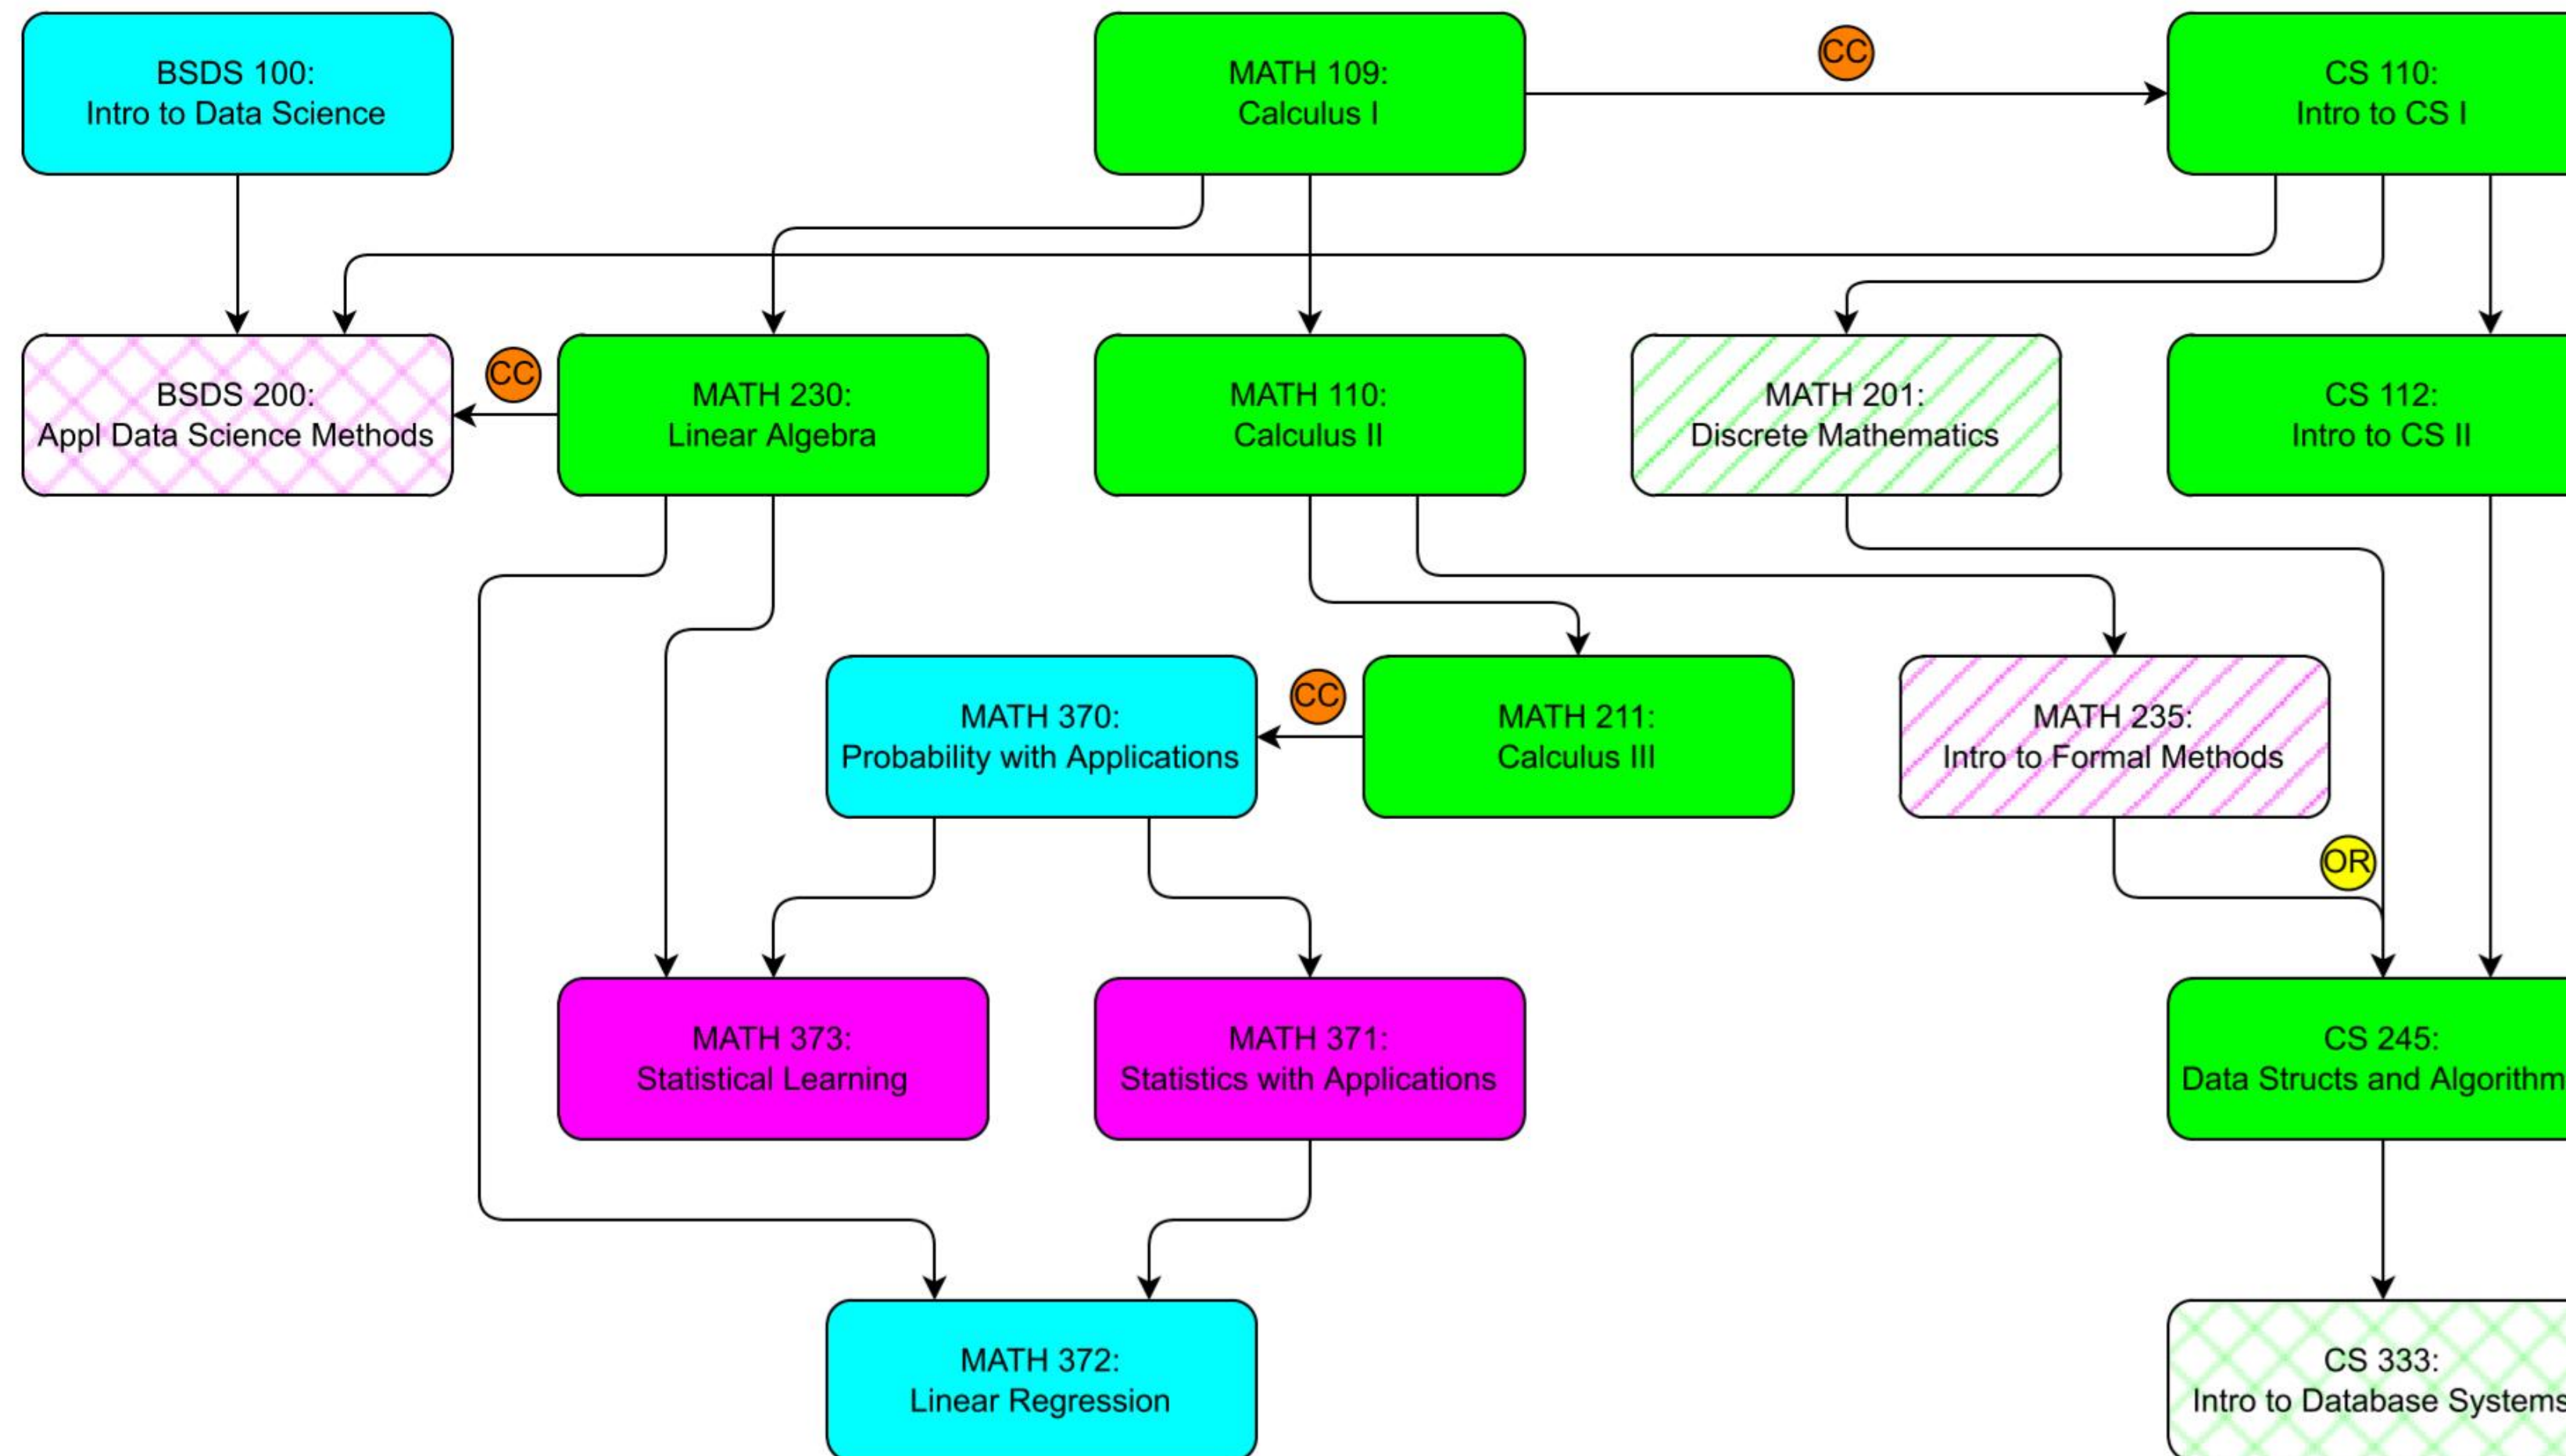 BSDS 100:
Intro to Data Science
MATH 109:
Calculus I
CC
CS 110:
Intro to CS I
BSDS 200:
Appl Data Science Methods
CC
MATH 230:
Linear Algebra
MATH 110:
Calculus II
MATH 201:
Discrete Mathematics
CS 112:
Intro to CS II
MATH 370:
Probability with Applications
CC
MATH 211:
Calculus III
MATH 235:
Intro to Formal Methods
OR
MATH 373:
Statistical Learning
MATH 371:
Statistics with Applications
CS 245:
Data Structs and Algorithm
MATH 372:
Linear Regression
CS 333:
Intro to Database Systems